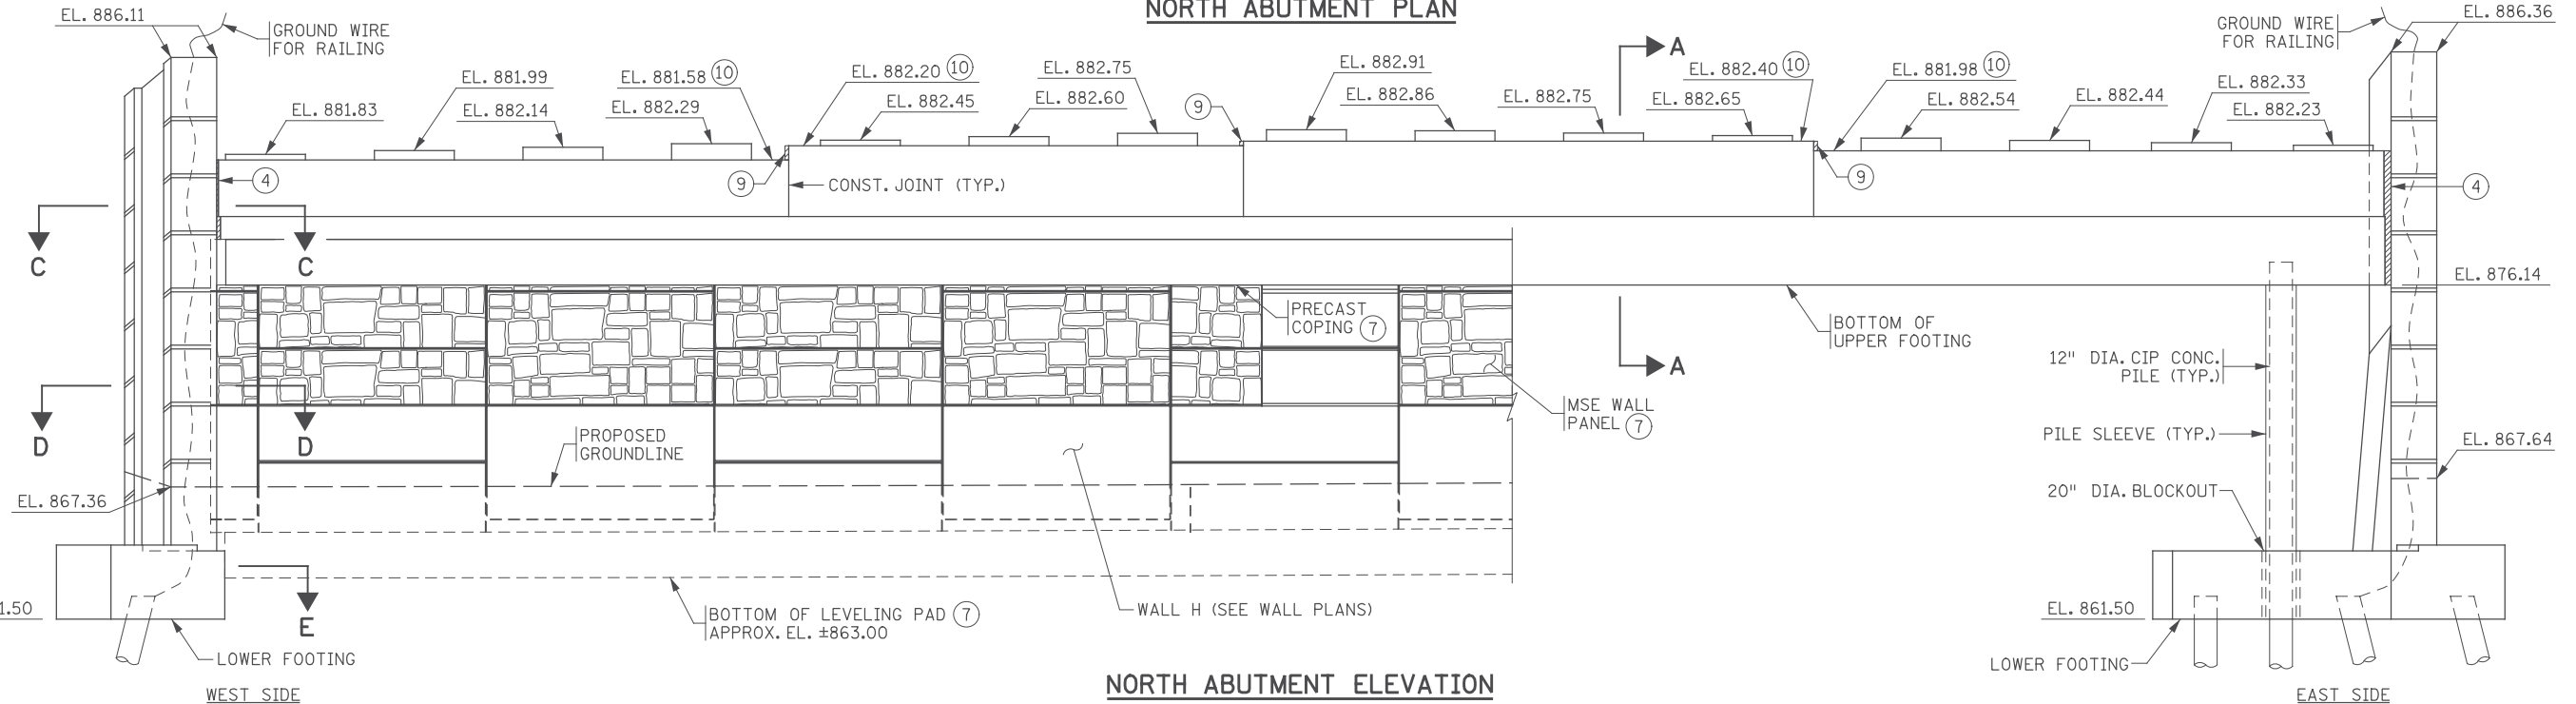 NORTH ABUTMENT PLAN
EL. 886.11
GROUND WIRE
FOR RAILING
EL. 881.83
EL. 881.99
EL. 882.14
EL. 881.58 10
EL. 882.29
EL. 882.20 10
EL. 882.45
EL. 882.75
EL. 882.60
9
EL. 882.91
EL. 882.86
EL. 882.75
A
EL. 882.40 10
EL. 882.65
EL. 881.98 10
EL. 882.54
EL. 882.44
EL. 882.33
EL. 882.23
GROUND WIRE
FOR RAILING
EL. 886.36
4
9
CONST. JOINT (TYP.)
9
4
C
C
EL. 876.14
PRECAST
COPING 7
BOTTOM OF
UPPER FOOTING
A
12" DIA. CIP CONC.
PILE (TYP.)
MSE WALL
PANEL 7
D
D
PROPOSED
GROUNDLINE
PILE SLEEVE (TYP.)
EL. 867.64
EL. 867.36
20" DIA. BLOCKOUT
1.50
E
BOTTOM OF LEVELING PAD 7
APPROX. EL. ±863.00
WALL H (SEE WALL PLANS)
EL. 861.50
LOWER FOOTING
LOWER FOOTING
WEST SIDE
NORTH ABUTMENT ELEVATION
EAST SIDE